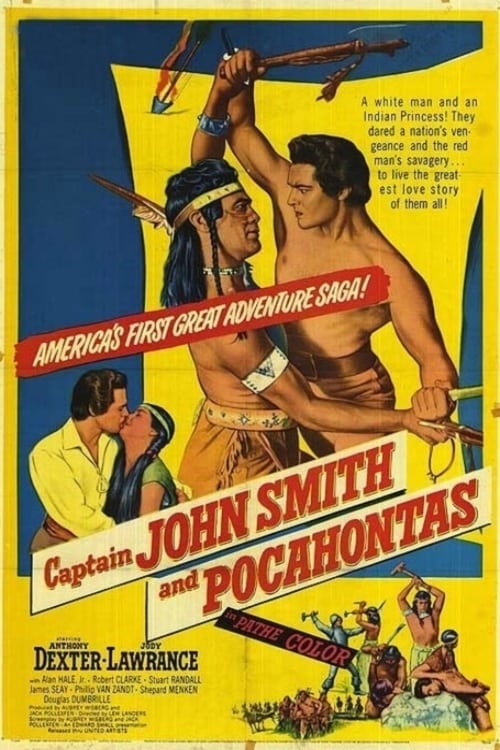 A white man and an
Indian Princess! They
dared a nation's ven-
geance and the red
man's savagery...
to live the great-
est love story
of them all!
AMERICA'S FIRST GREAT ADVENTURE SAGA!
Captain JOHN SMITH
and POCAHONTAS
in PATHE COLOR
starring
ANTHONY JODY
DEXTER-LAWRANCE
with Alan HALE, Jr. • Robert CLARKE • Stuart RANDALL
James SEAY • Phillip VAN ZANDT • Shepard MENKEN
Douglas DUMBRILLE
Produced by AUBREY WISBERG and
JACK POLLEXFEN • Directed by LEW LANDERS
Screenplay by AUBREY WISBERG and JACK
POLLEXFEN • An EDWARD SMALL presentation
Released thru UNITED ARTISTS